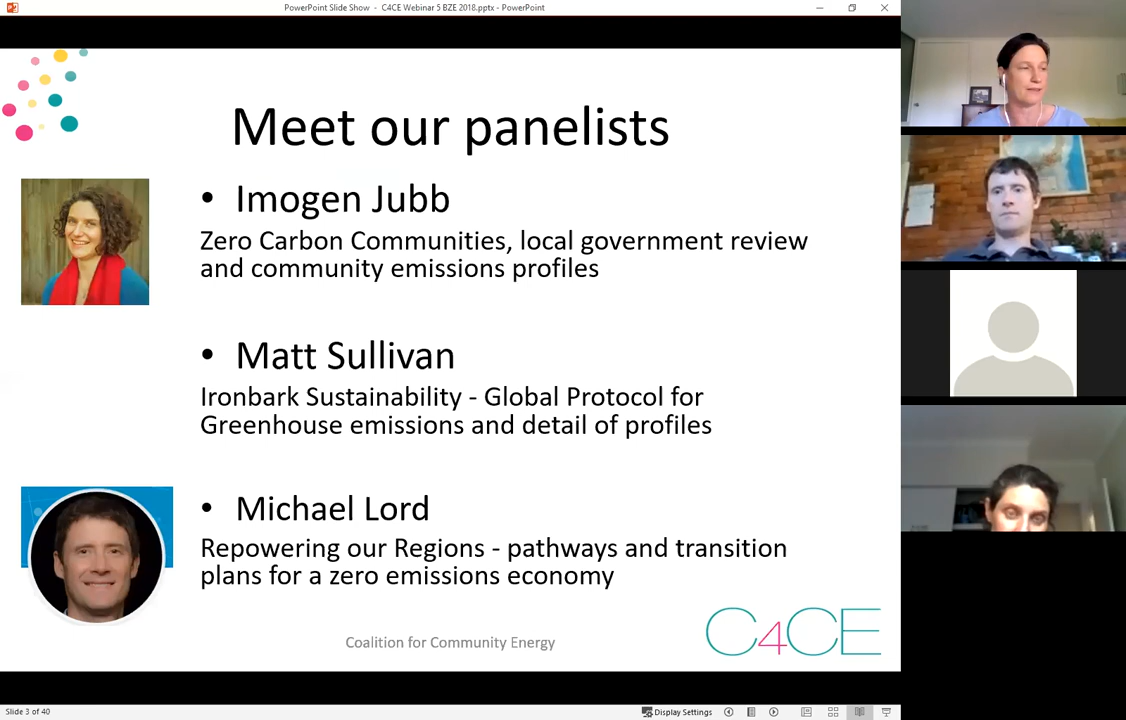 PowerPoint Slide Show - C4CE Webinar 5 BZE 2018.pptx - PowerPoint
Meet our panelists
• Imogen Jubb
Zero Carbon Communities, local government review
and community emissions profiles
• Matt Sullivan
Ironbark Sustainability - Global Protocol for
Greenhouse emissions and detail of profiles
• Michael Lord
Repowering our Regions - pathways and transition
plans for a zero emissions economy
Coalition for Community Energy
C4CE
Slide 3 of 40
Display Settings